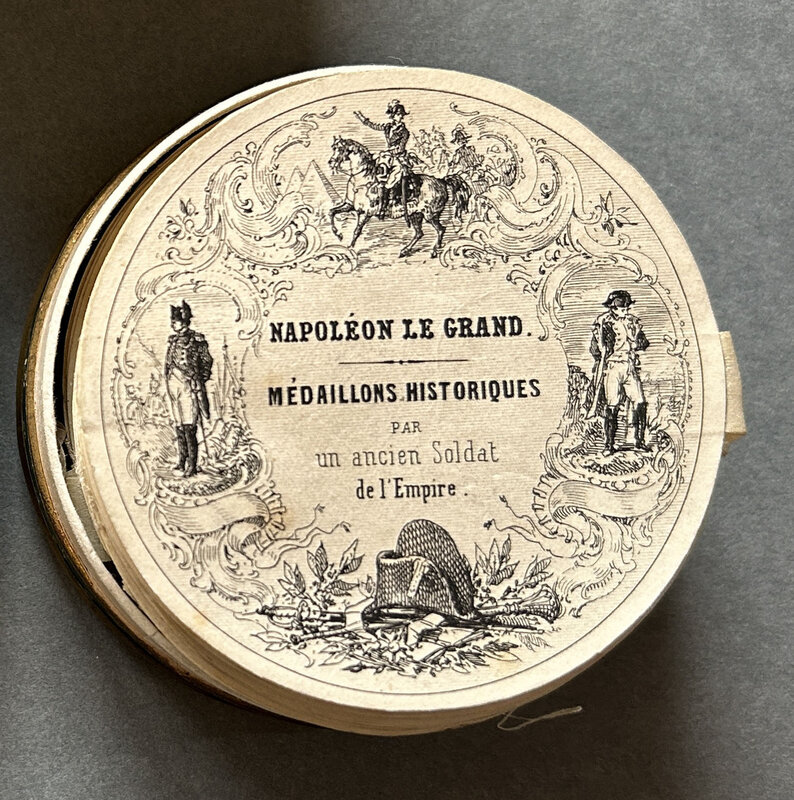 NAPOLÉON LE GRAND.
MÉDAILLONS HISTORIQUES
PAR
un ancien Soldat
de l'Empire.